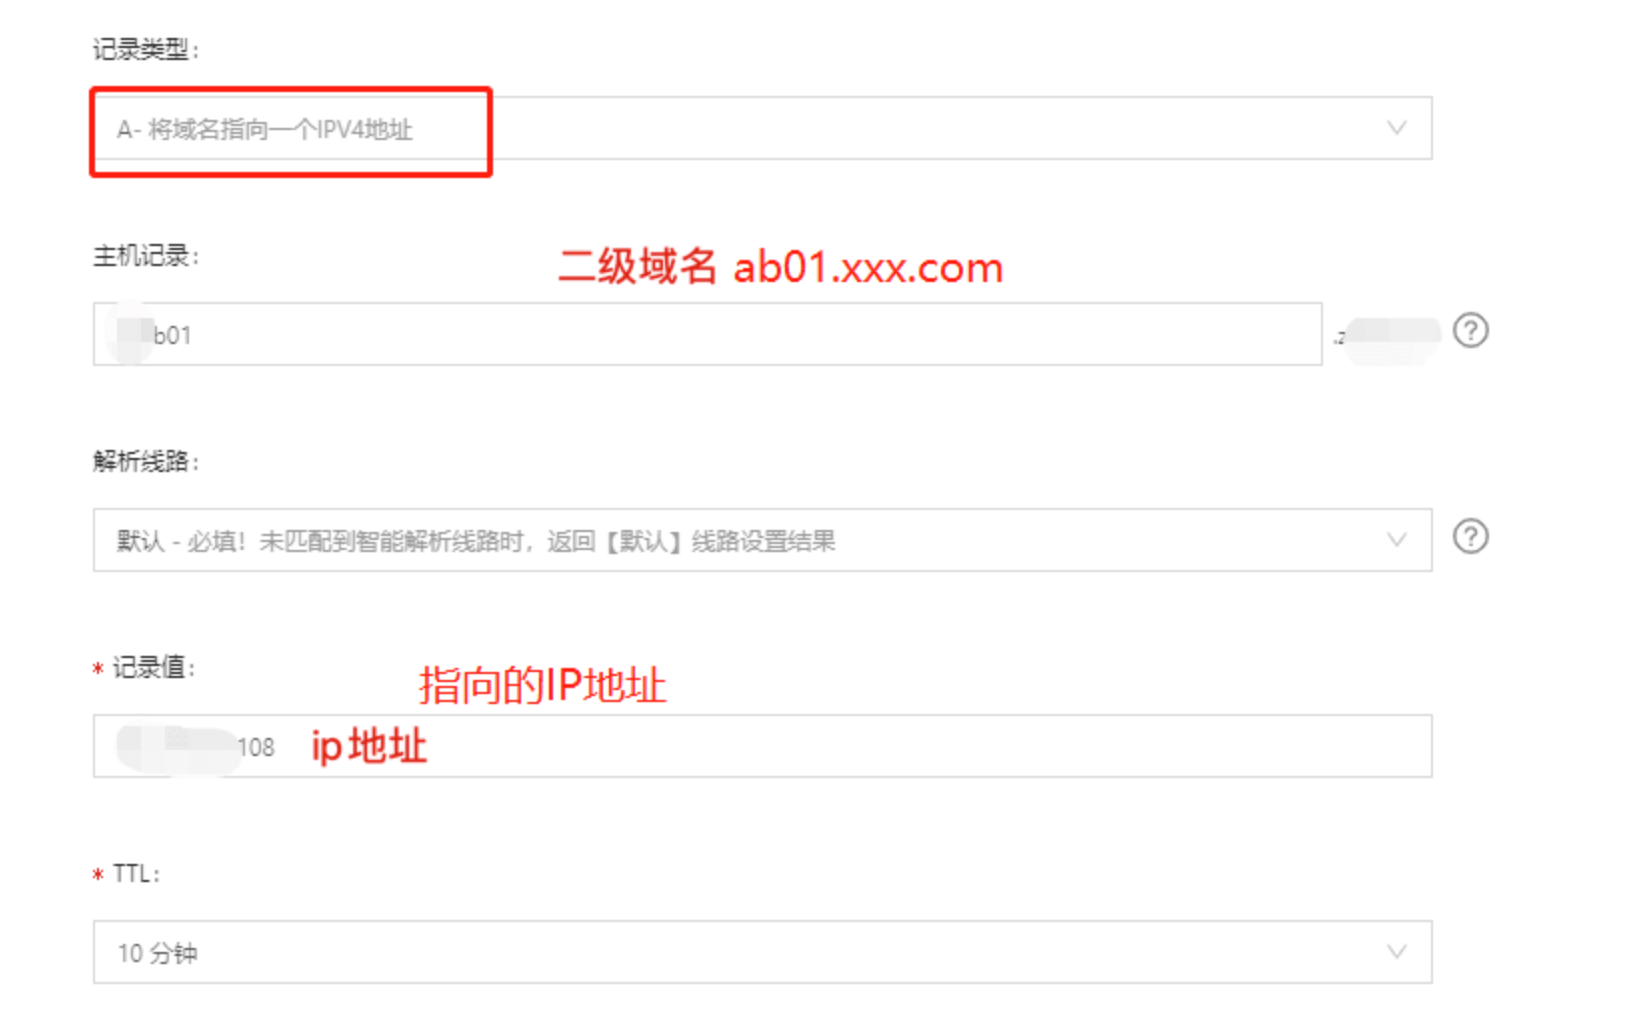 记录类型：
A- 将域名指向一个IPV4地址
主机记录：
二级域名 ab01.xxx.com
b01
.z
解析线路：
默认 - 必填！未匹配到智能解析线路时，返回【默认】线路设置结果
* 记录值：
指向的IP地址
108
ip地址
* TTL：
10 分钟